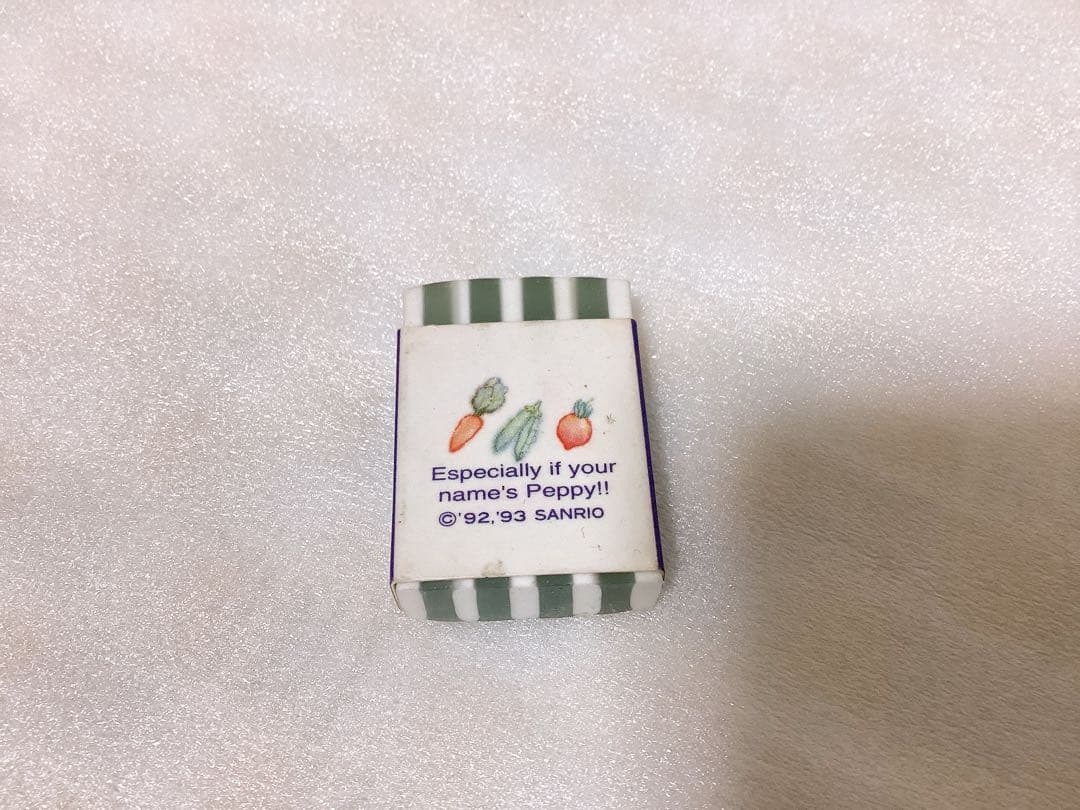 Especially if your
name's Peppy!!
©'92,'93 SANRIO